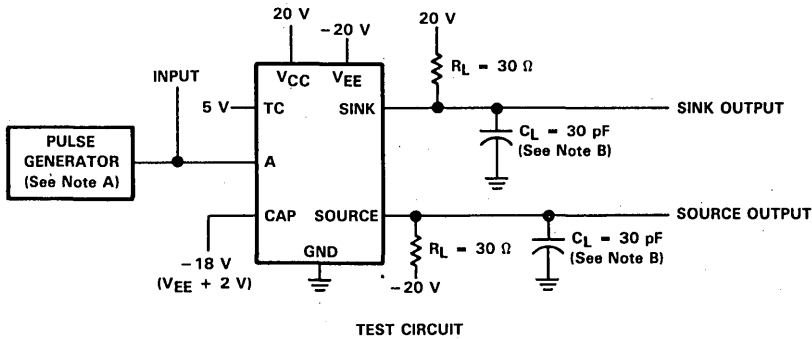 20 V
-20 V
20 V
INPUT
VCC
VEE
RL = 30 Ω
5 V
TC
SINK
SINK OUTPUT
PULSE
GENERATOR
(See Note A)
A
CL = 30 pF
(See Note B)
CAP
SOURCE
SOURCE OUTPUT
GND
RL = 30 Ω
CL = 30 pF
(See Note B)
-18 V
(VEE + 2 V)
-20 V
TEST CIRCUIT